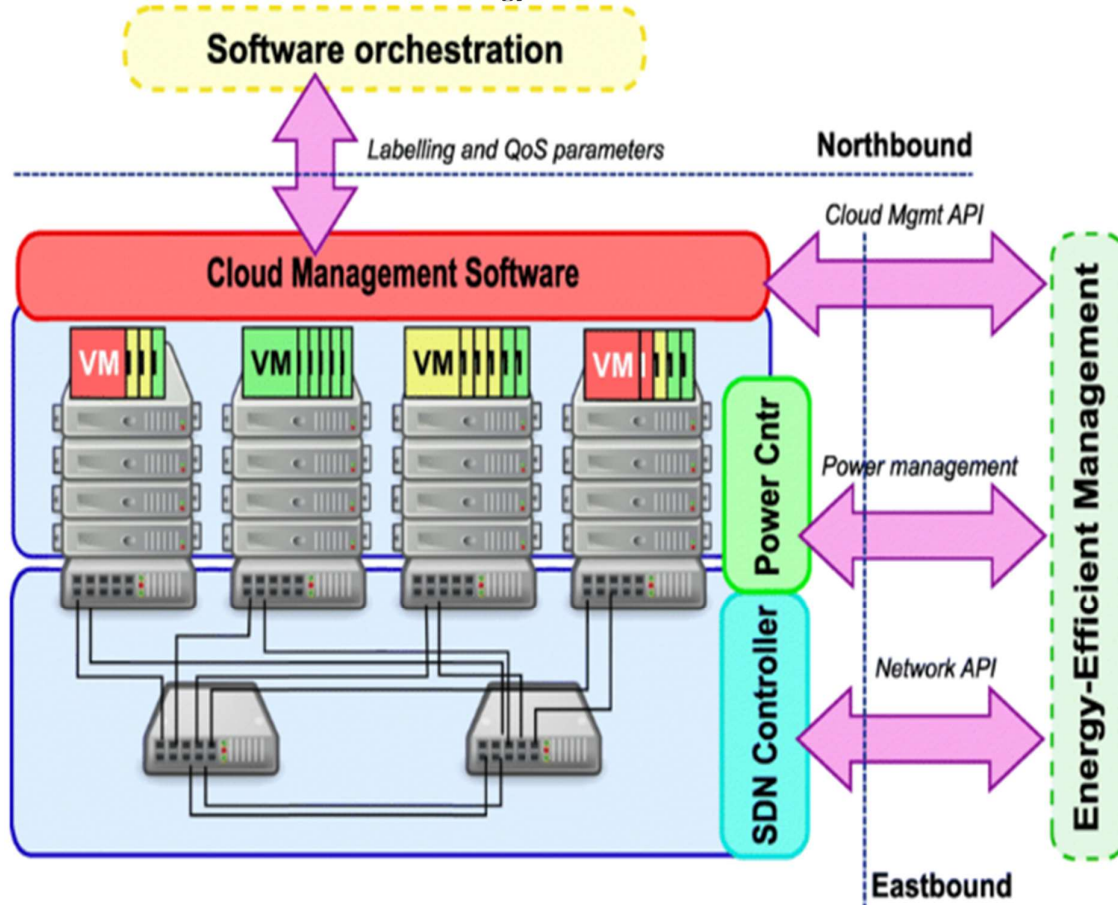 Software orchestration
Labelling and QoS parameters
Northbound
Cloud Mgmt API
Cloud Management Software
VM
VM
VM
VM
Power Cntr
Power management
SDN Controller
Network API
Energy-Efficient Management
Eastbound